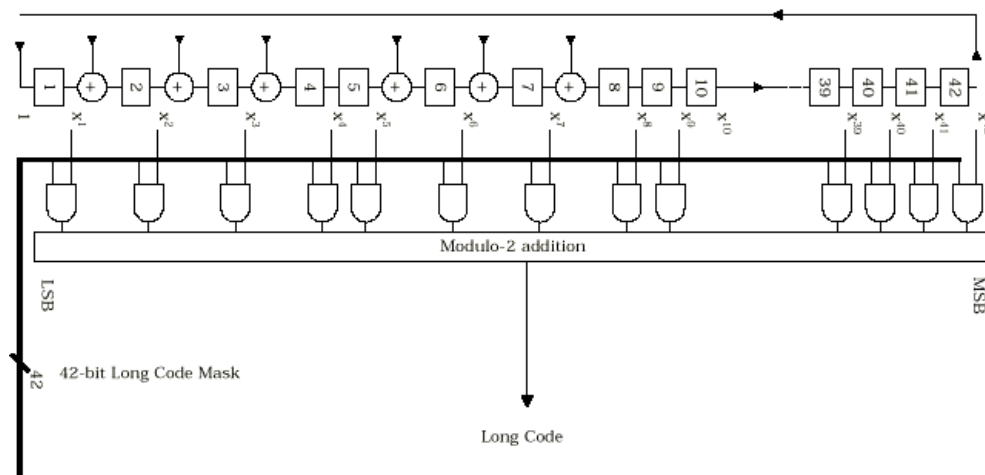 1 + 2 + 3 + 4 5 + 6 + 7 + 8 9 10 39 40 41 42
1 x¹ x² x³ x⁴ x⁵ x⁶ x⁷ x⁸ x⁹ x¹⁰ x³⁹ x⁴⁰ x⁴¹
Modulo-2 addition
LSB MSB
42 42-bit Long Code Mask
Long Code